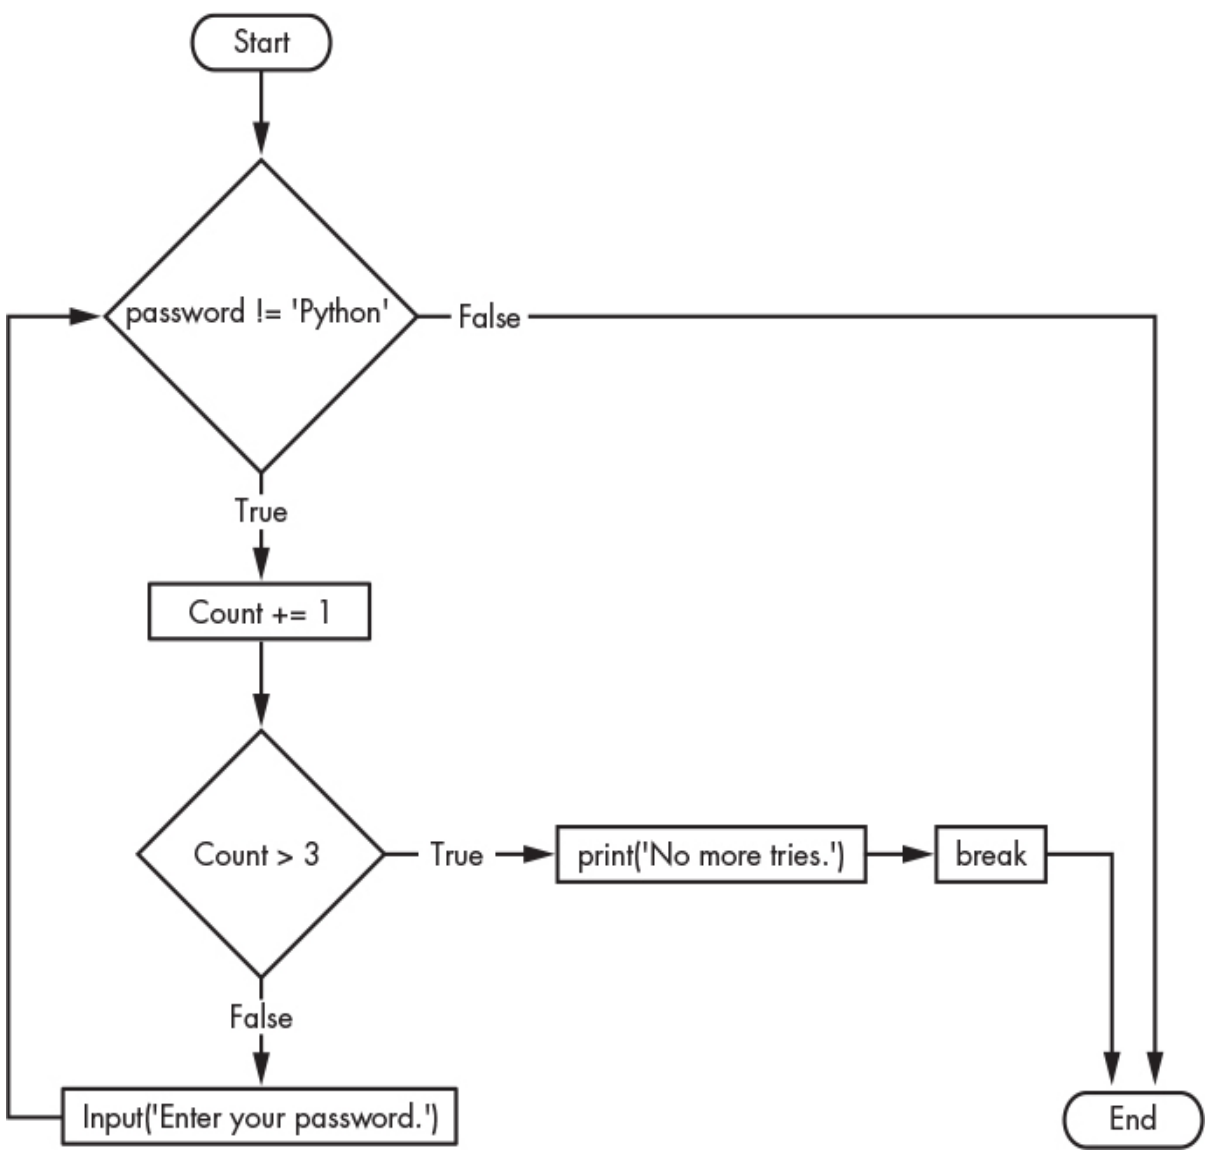 Start
password != 'Python'
False
True
Count += 1
Count > 3
True
print('No more tries.')
break
False
Input('Enter your password.')
End